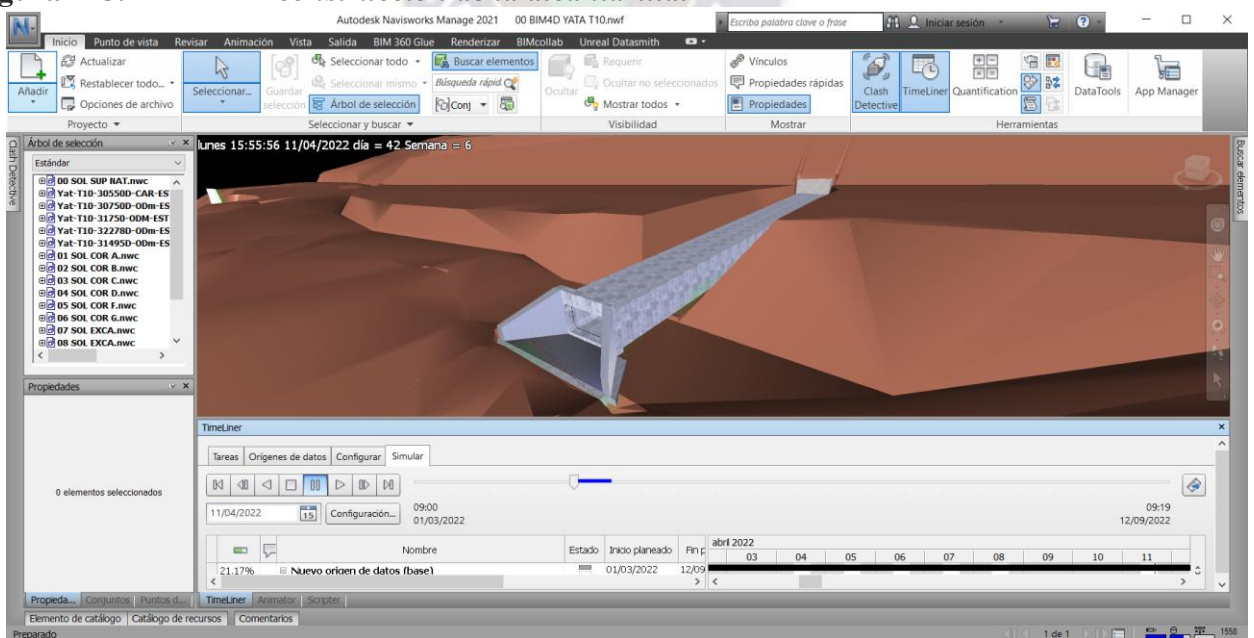 Autodesk Navisworks Manage 2021 00 BIM4D YATA T10.nwf
Escriba palabra clave o frase
Iniciar sesión
Inicio Punto de vista Revisar Animación Vista Salida BIM 360 Glue Renderizar BIMcollab Unreal Datasmith
Añadir
Actualizar
Restablecer todo...
Opciones de archivo
Proyecto
Seleccionar...
Guardar selección
Seleccionar todo
Seleccionar mismo
Árbol de selección
Buscar elementos
Búsqueda rápid
Conj
Seleccionar y buscar
Ocultar
Requerir
Ocultar no seleccionados
Mostrar todos
Visibilidad
Vínculos
Propiedades rápidas
Propiedades
Mostrar
Clash Detective
TimeLiner
Quantification
DataTools
App Manager
Herramientas
Clash Detective
Árbol de selección
Estándar
00 SOL SUP NAT.nwc
Yat-T10-30550D-CAR-ES
Yat-T10-30750D-ODm-ES
Yat-T10-31750-ODM-EST
Yat-T10-32278D-ODm-ES
Yat-T10-31495D-ODm-ES
01 SOL COR A.nwc
02 SOL COR B.nwc
03 SOL COR C.nwc
04 SOL COR D.nwc
05 SOL COR F.nwc
06 SOL COR G.nwc
07 SOL EXCA.nwc
08 SOL EXCA.nwc
Propiedades
0 elementos seleccionados
lunes 15:55:56 11/04/2022 día = 42 Semana = 6
Buscar elementos
TimeLiner
Tareas Orígenes de datos Configurar Simular
11/04/2022
15
Configuración...
09:00
01/03/2022
09:19
12/09/2022
Nombre Estado Inicio planeado Fin p
abril 2022
03 04 05 06 07 08 09 10 11
21.17% Nuevo origen de datos (base) 01/03/2022 12/09
Propieda... Conjuntos Puntos d...
TimeLiner Animator Scripter
Elemento de catálogo Catálogo de recursos Comentarios
Preparado
1 de 1
1558